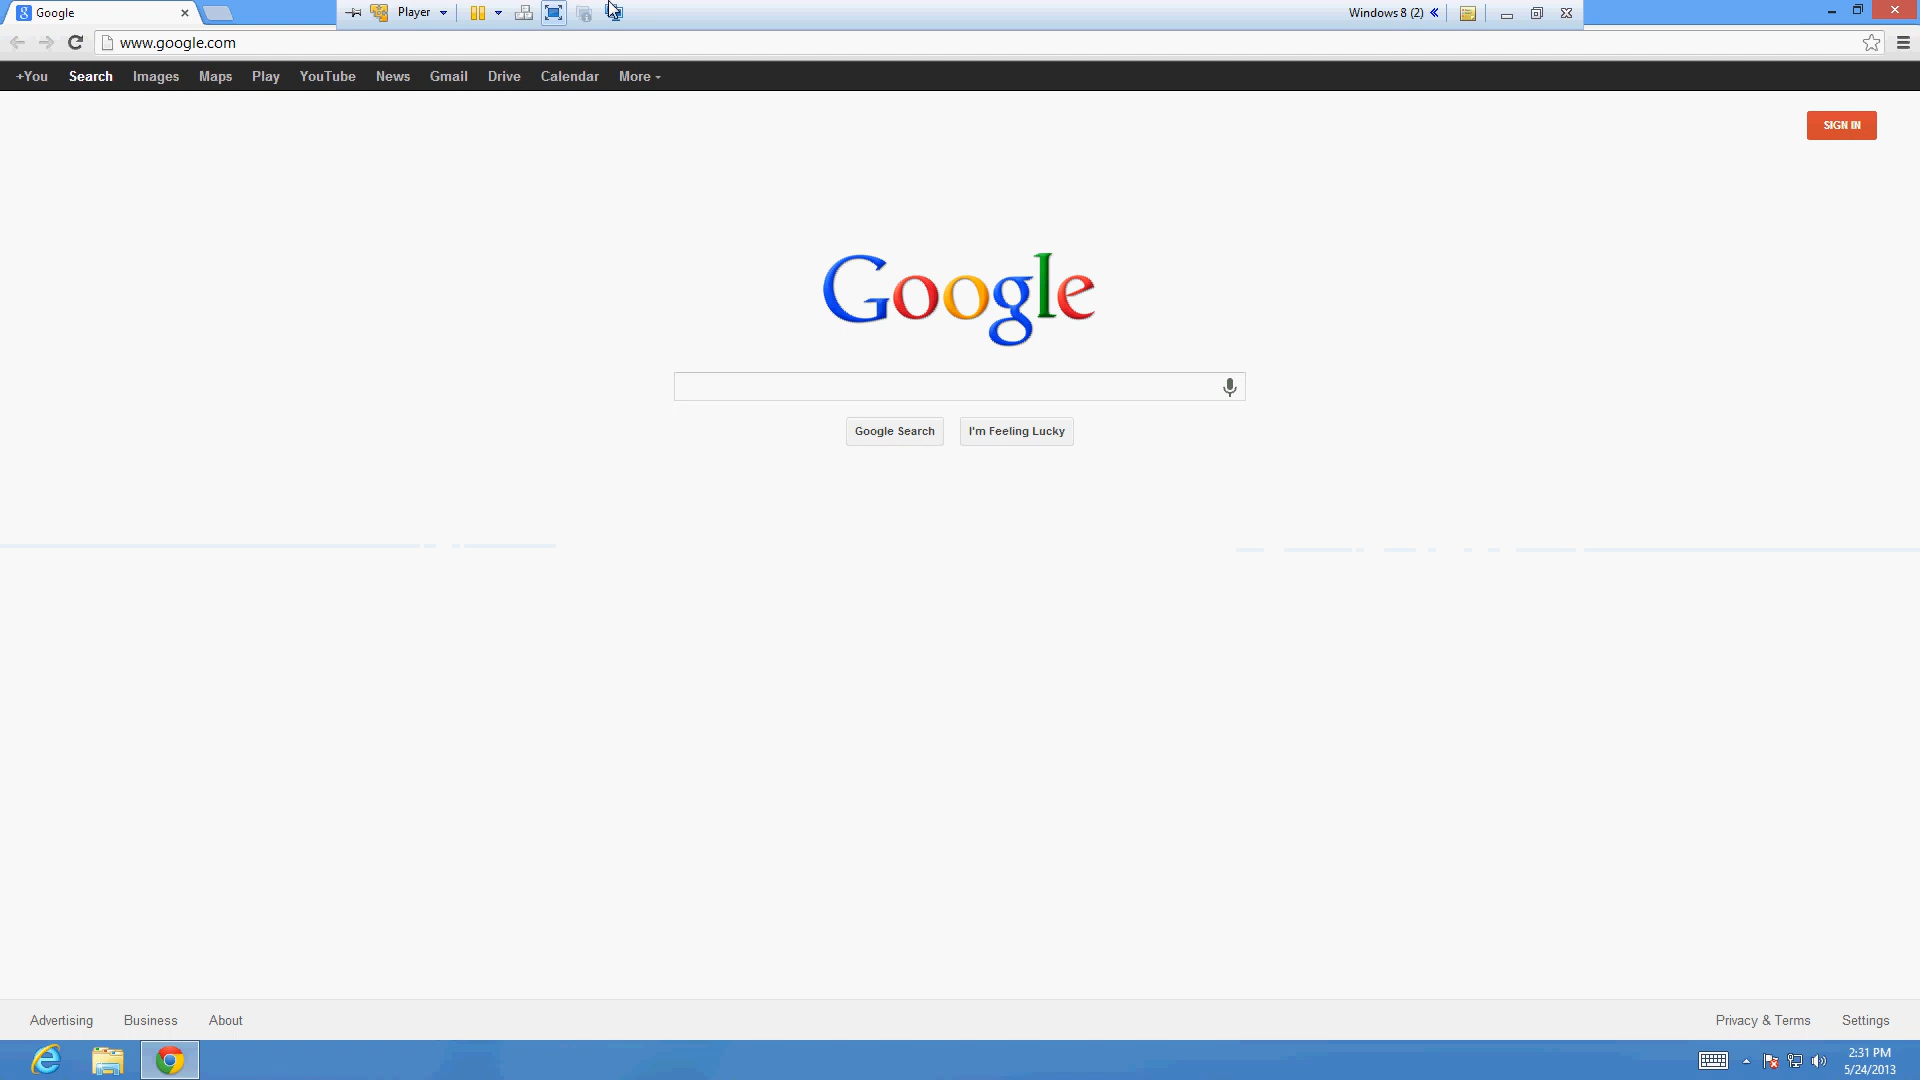 Google
Player
Windows 8 (2)
www.google.com
+You Search Images Maps Play YouTube News Gmail Drive Calendar More
SIGN IN
Google
Google Search I'm Feeling Lucky
Advertising Business About Privacy & Terms Settings
2:31 PM
5/24/2013